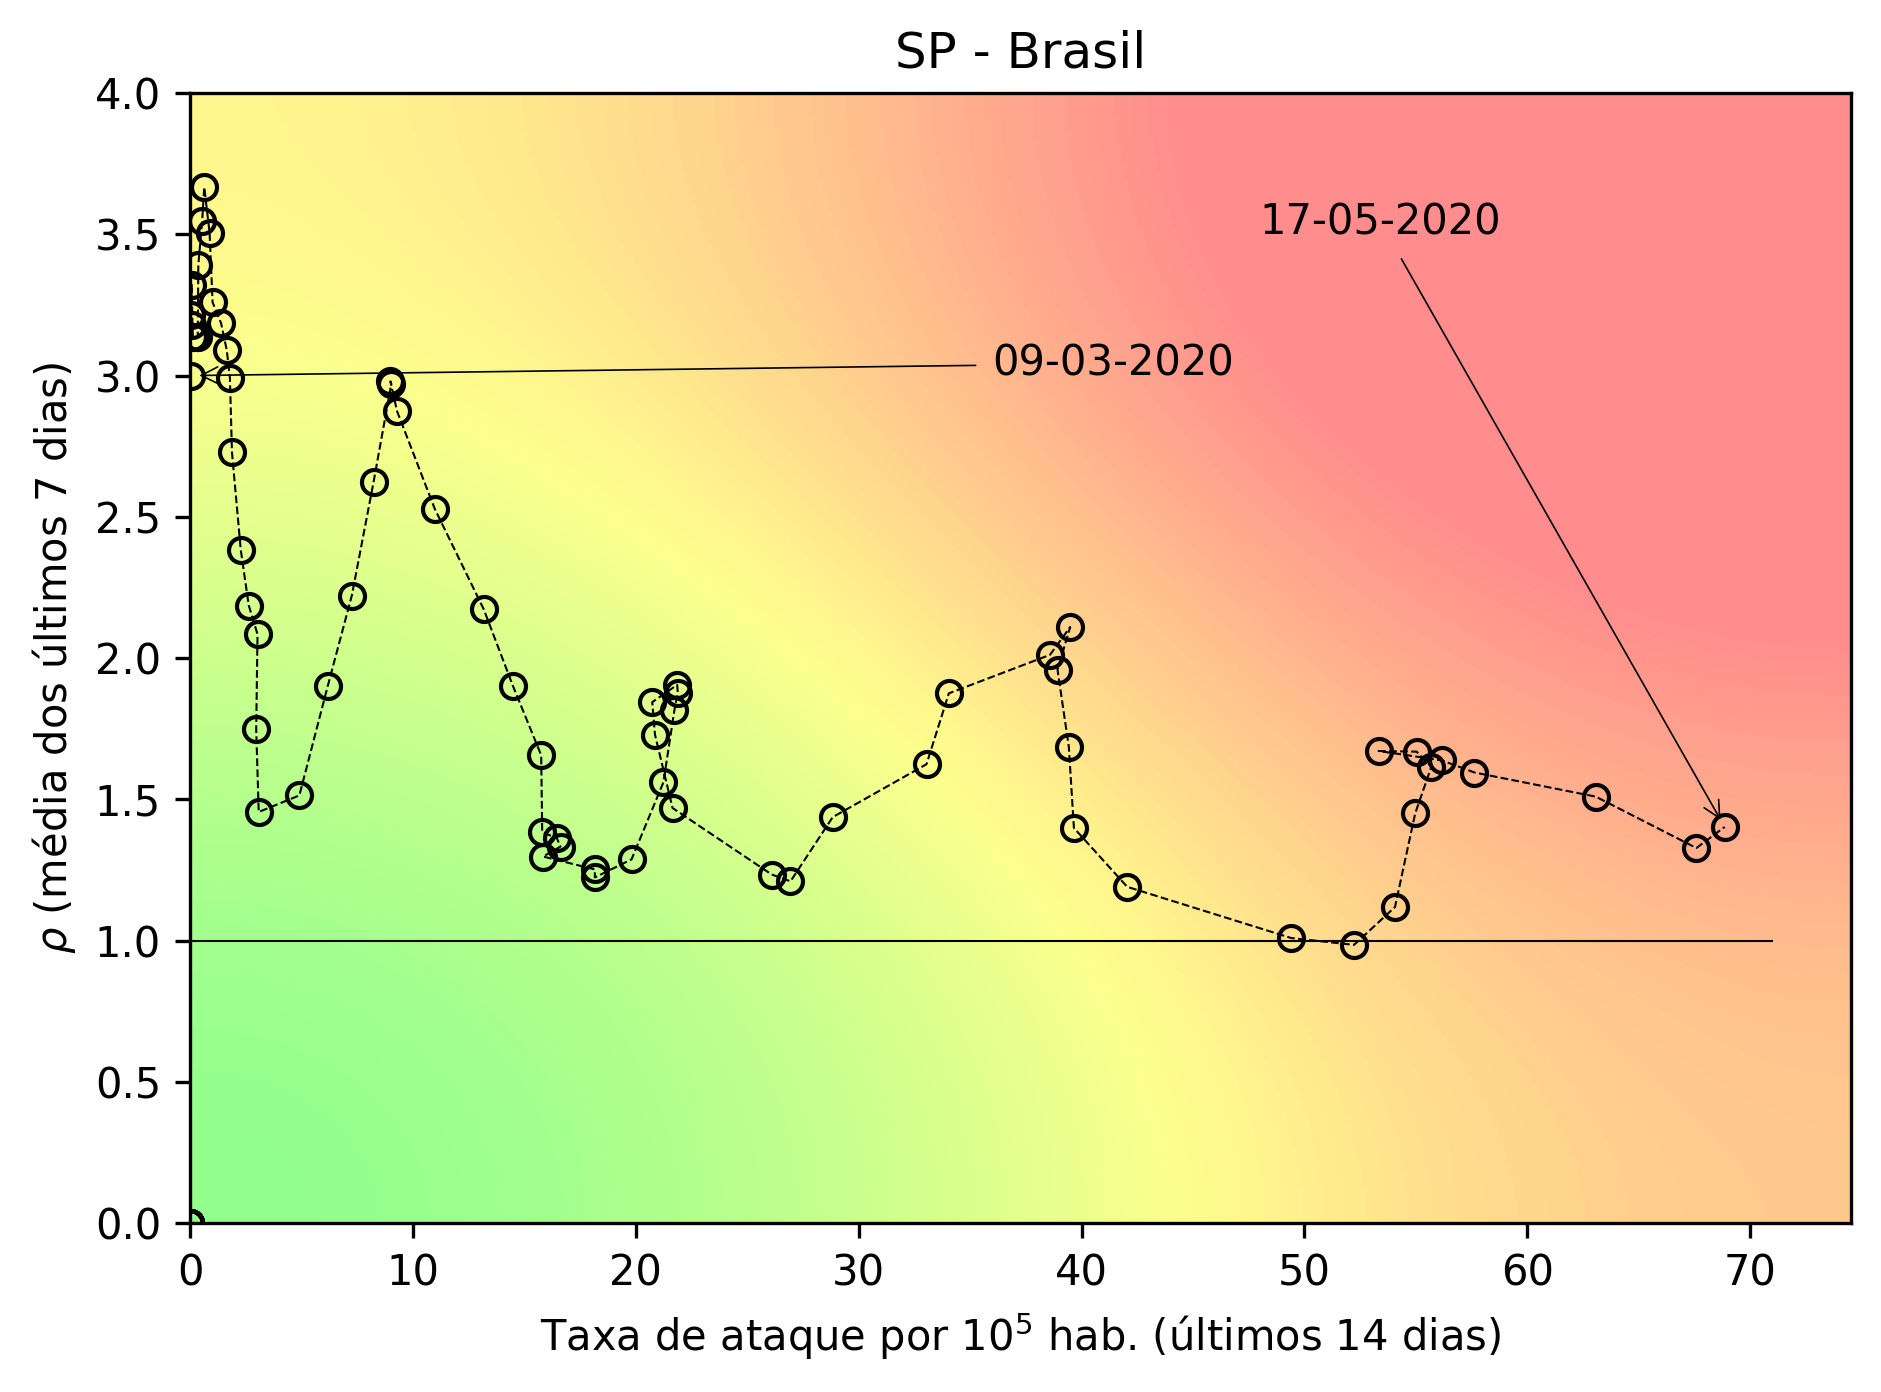 SP - Brasil
4.0
3.5
3.0
2.5
2.0
1.5
1.0
0.5
0.0
ρ (média dos últimos 7 dias)
17-05-2020
09-03-2020
0 10 20 30 40 50 60 70
Taxa de ataque por 10⁵ hab. (últimos 14 dias)